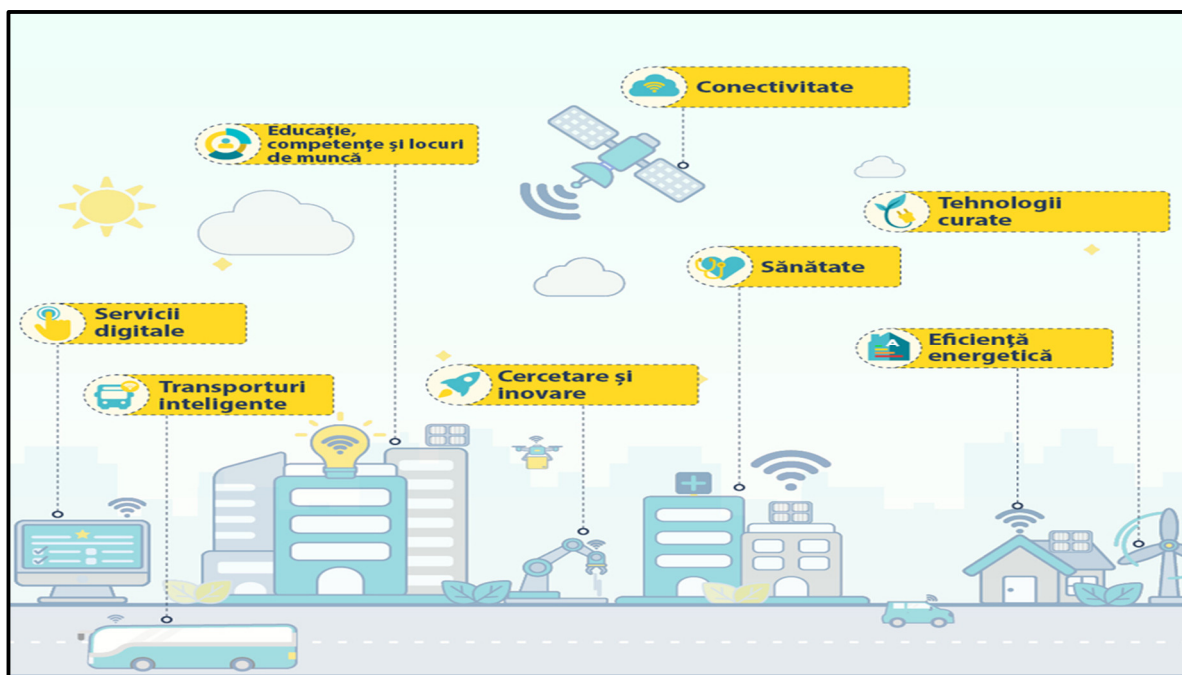 Conectivitate
Educație,
competențe și locuri
de muncă
Tehnologii
curate
Sănătate
Servicii
digitale
Eficiență
energetică
A
Transporturi
inteligente
Cercetare și
inovare